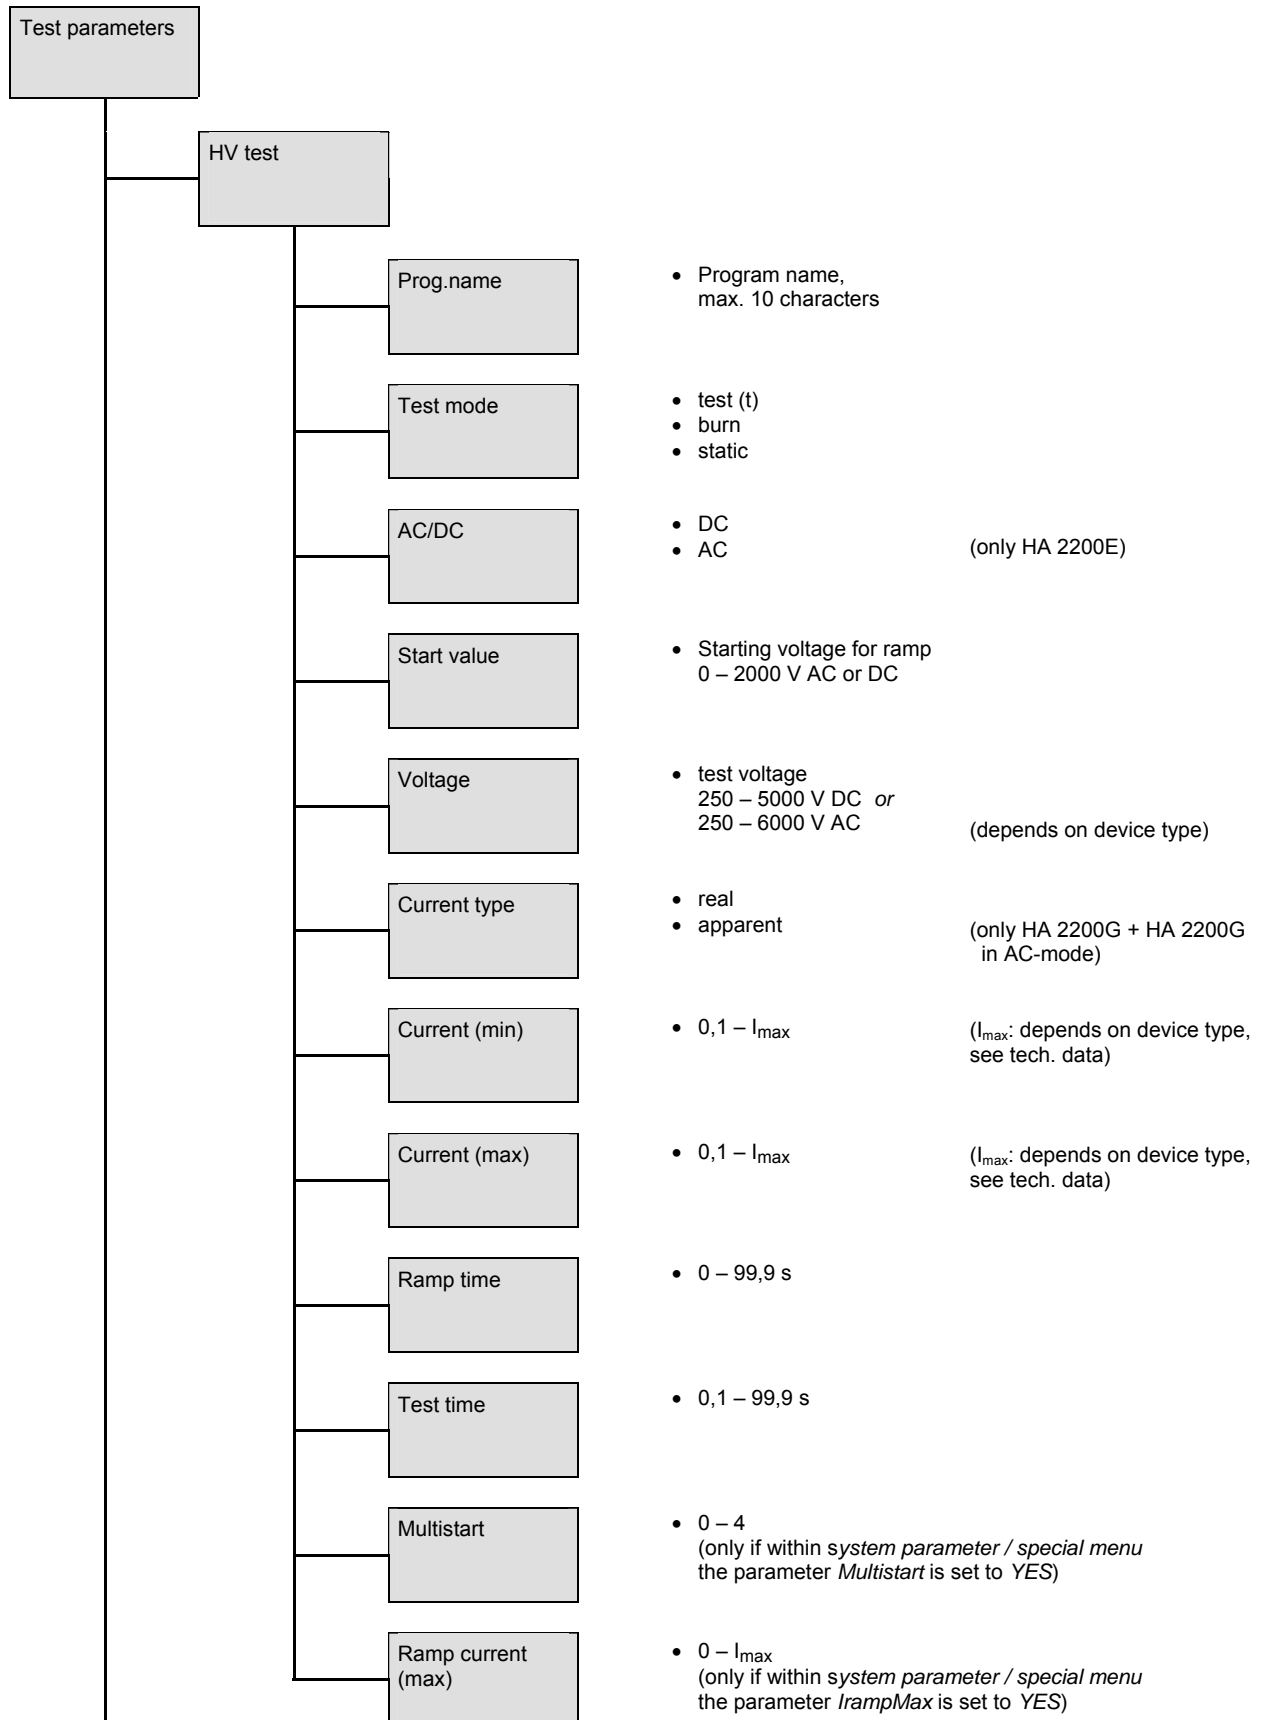 Test parameters
HV test
Prog.name
• Program name,
max. 10 characters
Test mode
• test (t)
• burn
• static
AC/DC
• DC
• AC (only HA 2200E)
Start value
• Starting voltage for ramp
0 – 2000 V AC or DC
Voltage
• test voltage
250 – 5000 V DC or
250 – 6000 V AC (depends on device type)
Current type
• real
• apparent (only HA 2200G + HA 2200G
in AC-mode)
Current (min)
• 0,1 – Imax (Imax: depends on device type,
see tech. data)
Current (max)
• 0,1 – Imax (Imax: depends on device type,
see tech. data)
Ramp time
• 0 – 99,9 s
Test time
• 0,1 – 99,9 s
Multistart
• 0 – 4
(only if within system parameter / special menu
the parameter Multistart is set to YES)
Ramp current
(max)
• 0 – Imax
(only if within system parameter / special menu
the parameter IrampMax is set to YES)